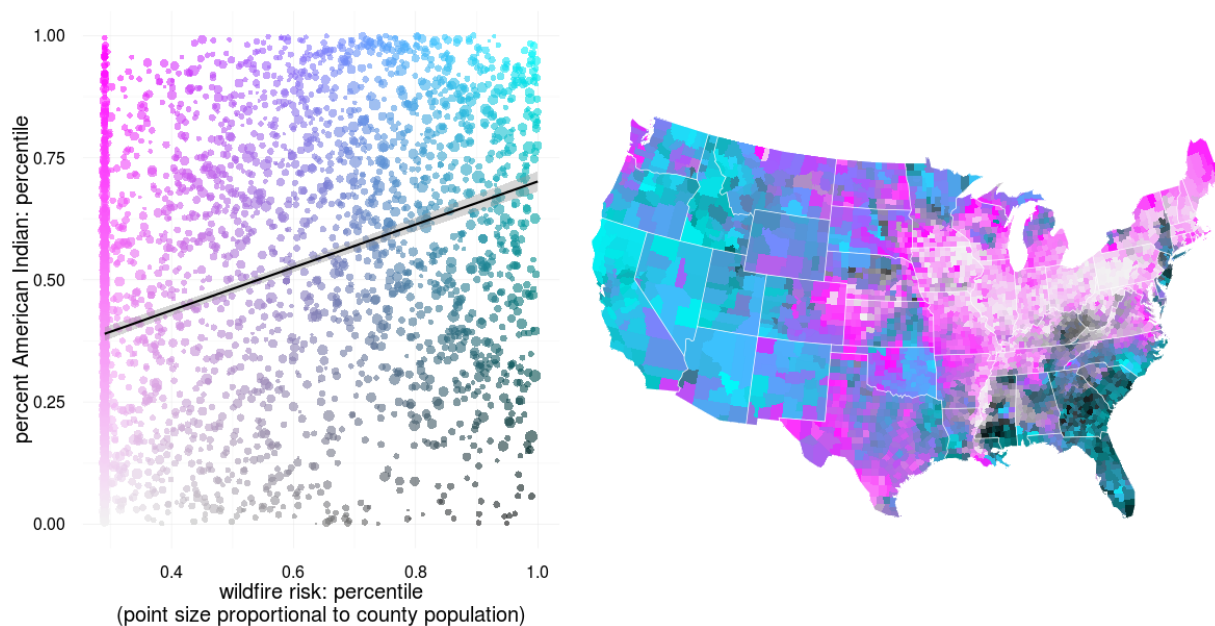 1.00
0.75
0.50
0.25
0.00
percent American Indian: percentile
0.4 0.6 0.8 1.0
wildfire risk: percentile
(point size proportional to county population)